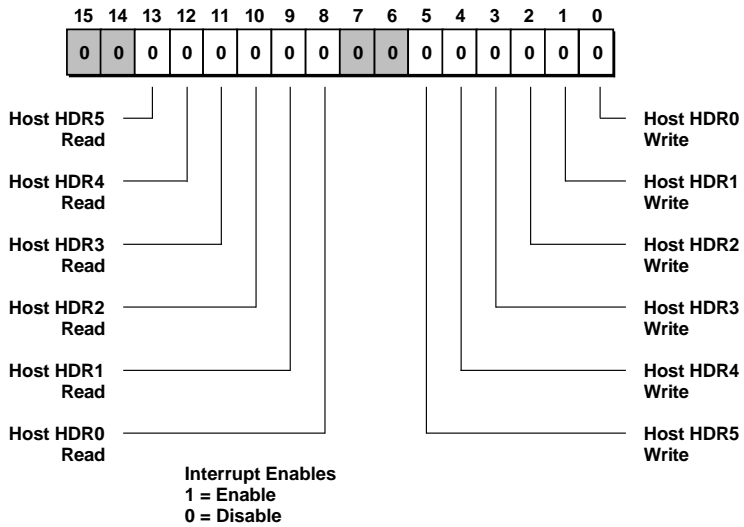 15 14 13 12 11 10 9 8 7 6 5 4 3 2 1 0
0 0 0 0 0 0 0 0 0 0 0 0 0 0 0 0
Host HDR5
Read
Host HDR4
Read
Host HDR3
Read
Host HDR2
Read
Host HDR1
Read
Host HDR0
Read
Host HDR0
Write
Host HDR1
Write
Host HDR2
Write
Host HDR3
Write
Host HDR4
Write
Host HDR5
Write
Interrupt Enables
1 = Enable
0 = Disable